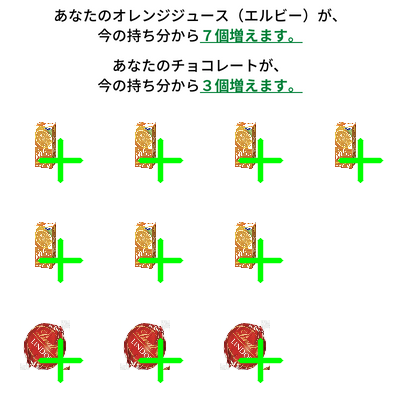 あなたのオレンジジュース（エルビー）が、
今の持ち分から７個増えます。
あなたのチョコレートが、
今の持ち分から３個増えます。